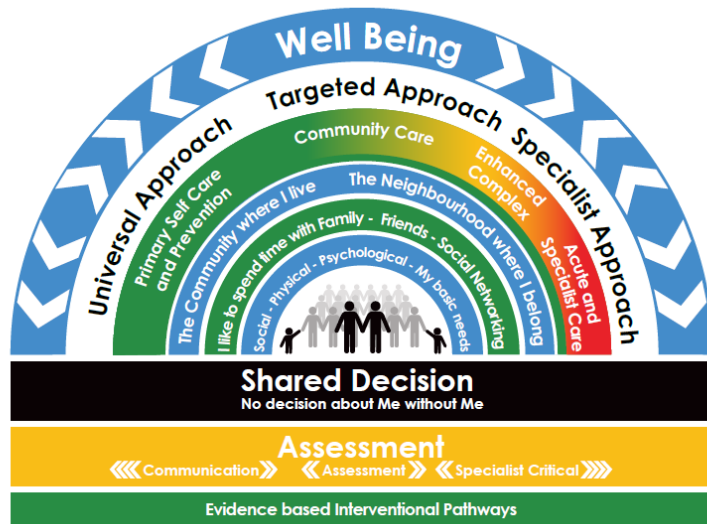 Well Being
Universal Approach
Targeted Approach
Specialist Approach
Primary Self Care
and Prevention
Community Care
Enhanced
Complex
Acute and
Specialist Care
The Community where I live
The Neighbourhood where I belong
I like to spend time with Family - Friends - Social Networking
Social - Physical - Psychological - My basic needs
Shared Decision
No decision about Me without Me
Assessment
Communication
Assessment
Specialist Critical
Evidence based Interventional Pathways